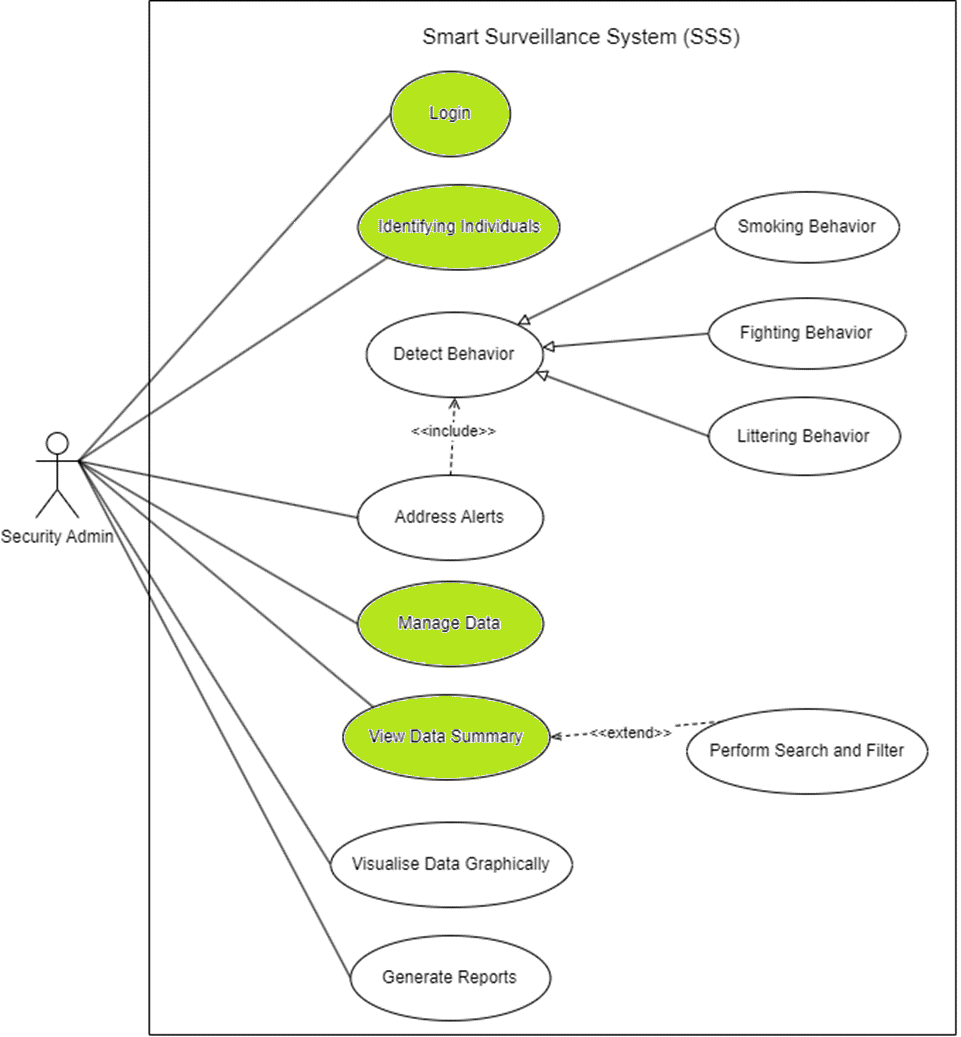 Smart Surveillance System (SSS)
Login
Identifying Individuals
Smoking Behavior
Fighting Behavior
Detect Behavior
<<include>>
Littering Behavior
Security Admin
Address Alerts
Manage Data
View Data Summary
<<extend>>
Perform Search and Filter
Visualise Data Graphically
Generate Reports